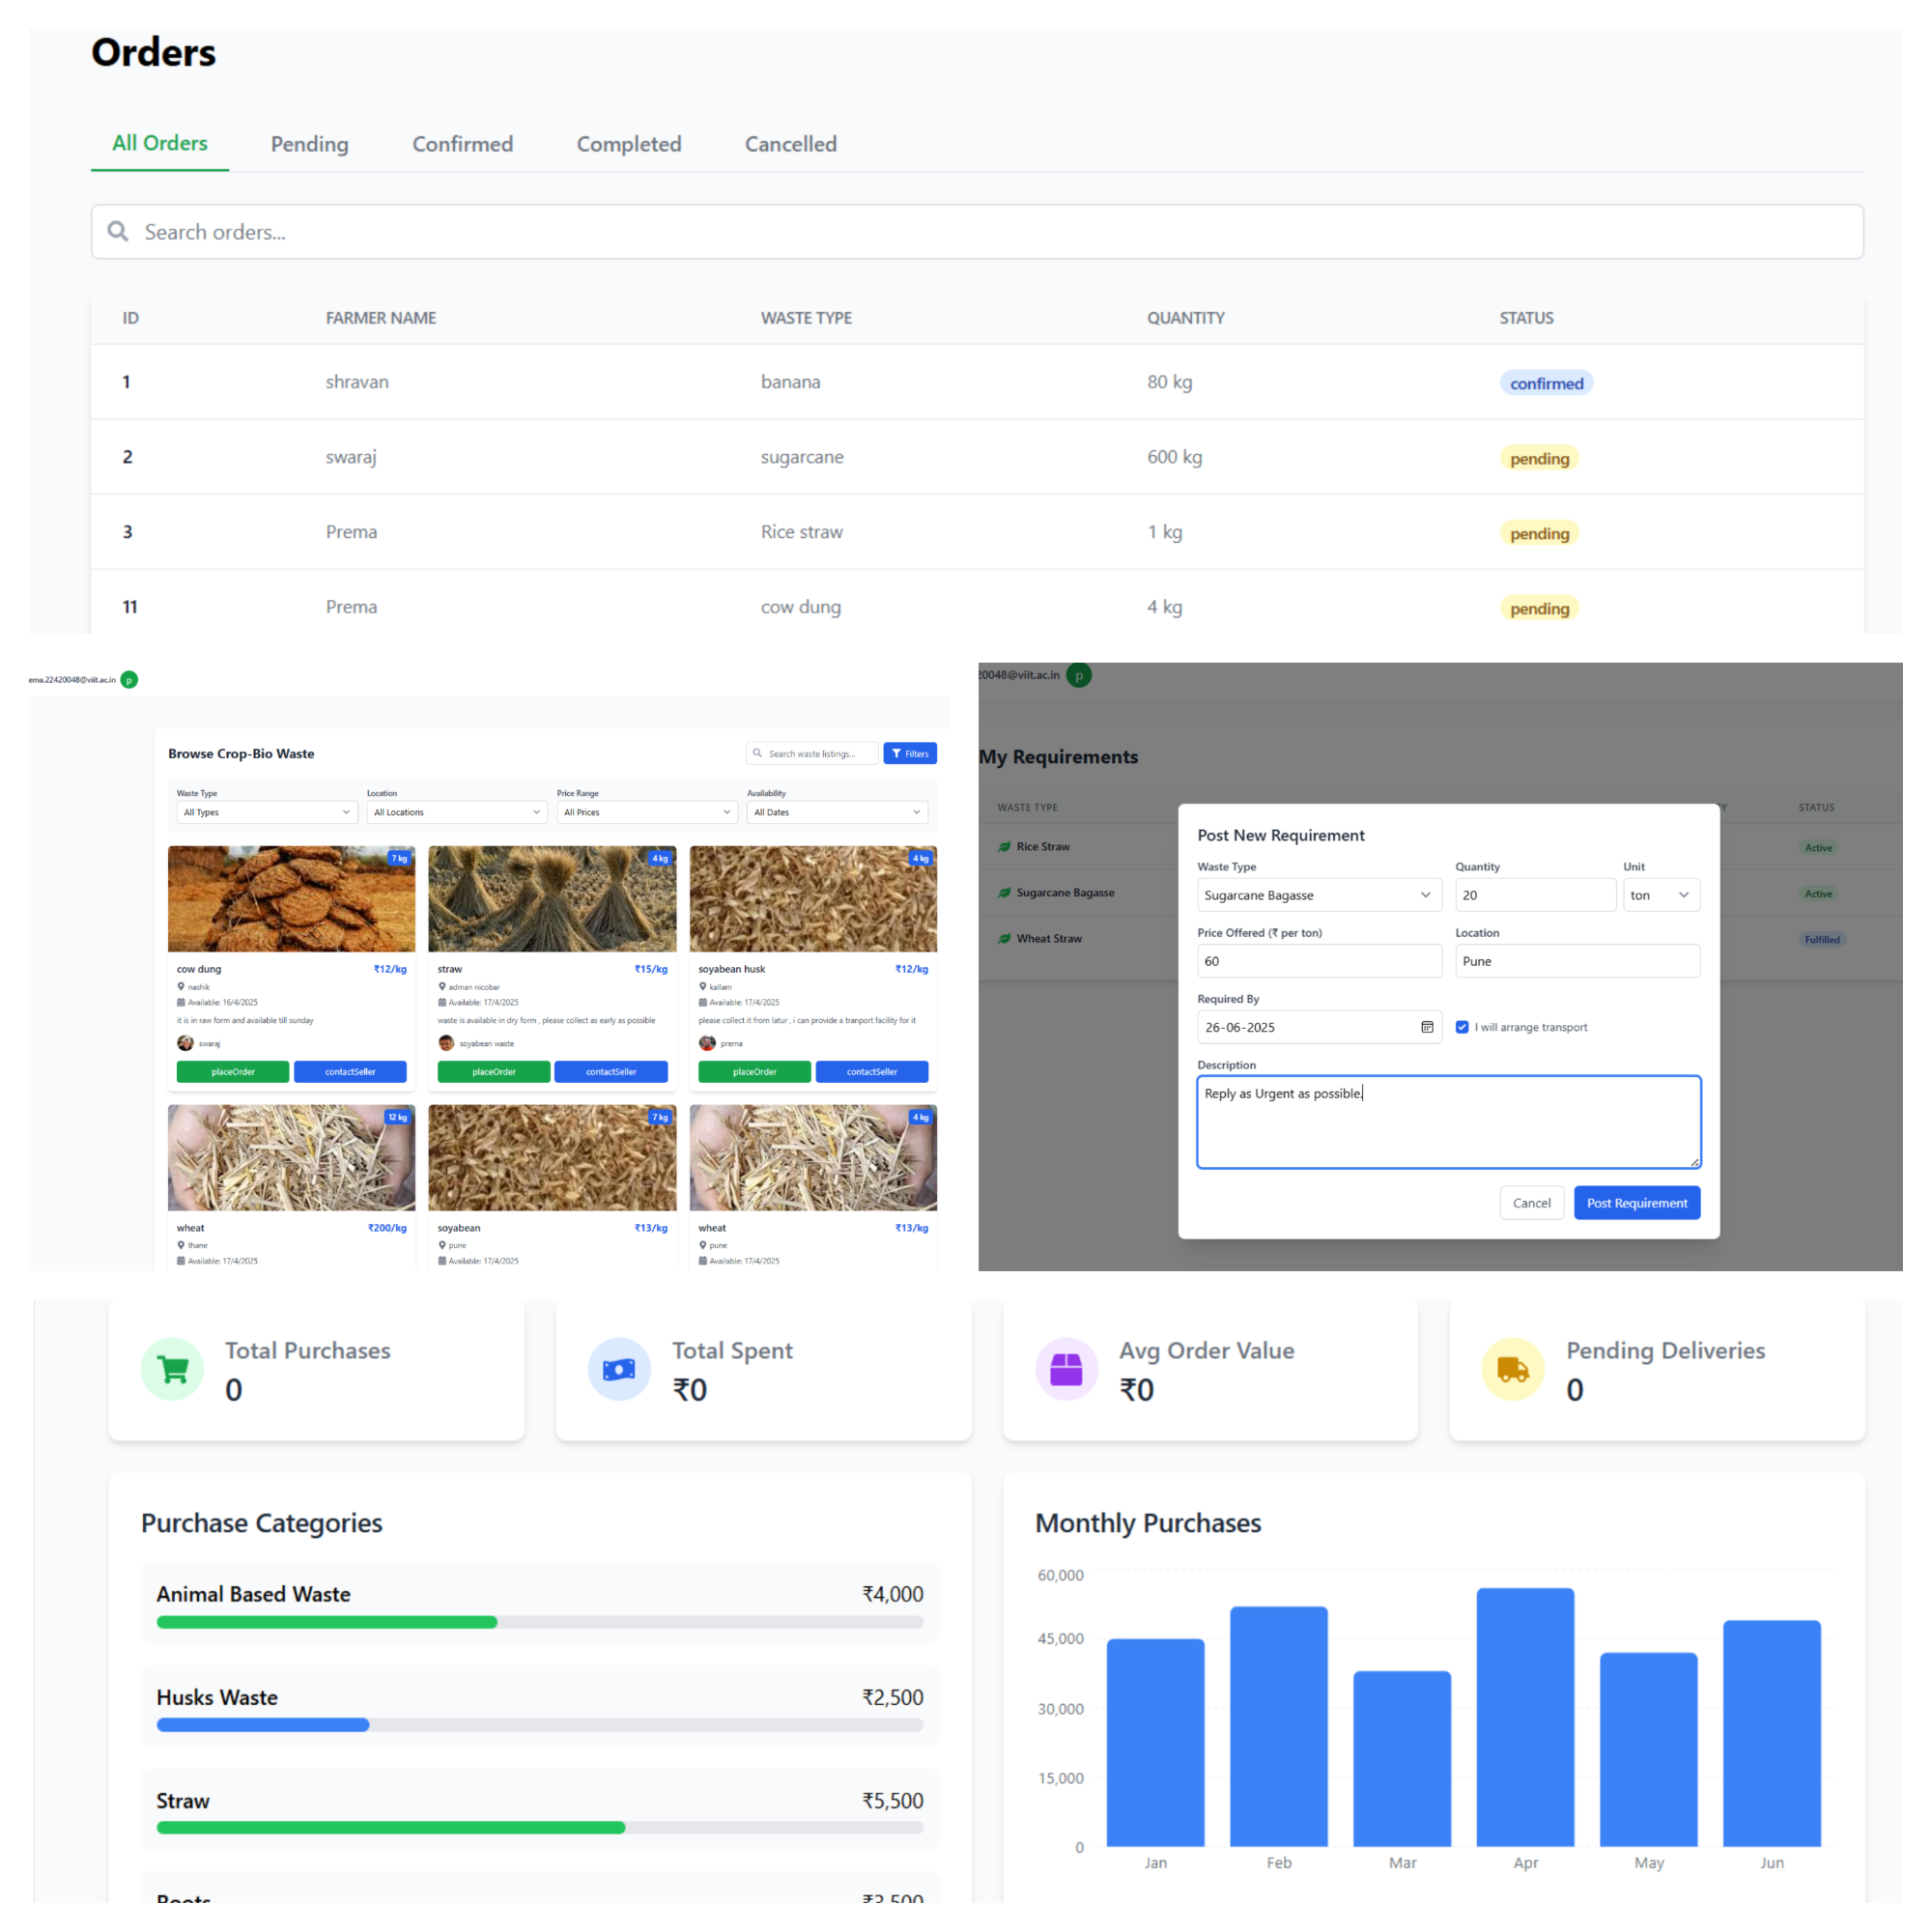 Orders
All Orders Pending Confirmed Completed Cancelled
Search orders...
ID FARMER NAME WASTE TYPE QUANTITY STATUS
1 shravan banana 80 kg confirmed
2 swaraj sugarcane 600 kg pending
3 Prema Rice straw 1 kg pending
11 Prema cow dung 4 kg pending
ema.22420048@viit.ac.in p
Browse Crop-Bio Waste Search waste listings... Filters
Waste Type Location Price Range Availability
All Types All Locations All Prices All Dates
7 kg 4 kg 4 kg
cow dung ₹12/kg straw ₹15/kg soyabean husk ₹12/kg
nashik adman nicobar kallam
Available: 16/4/2025 Available: 17/4/2025 Available: 17/4/2025
it is in raw form and available till sunday waste is available in dry form , please collect as early as possible please collect it from latur , i can provide a tranport facility for it
swaraj soyabean waste prema
placeOrder contactSeller placeOrder contactSeller placeOrder contactSeller
12 kg 7 kg 4 kg
wheat ₹200/kg soyabean ₹13/kg wheat ₹13/kg
thane pune pune
Available: 17/4/2025 Available: 17/4/2025 Available: 17/4/2025
20048@viit.ac.in p
My Requirements
WASTE TYPE Y STATUS
Rice Straw Active
Sugarcane Bagasse Active
Wheat Straw Fulfilled
Post New Requirement
Waste Type Quantity Unit
Sugarcane Bagasse 20 ton
Price Offered (₹ per ton) Location
60 Pune
Required By
26-06-2025 I will arrange transport
Description
Reply as Urgent as possible.
Cancel Post Requirement
Total Purchases Total Spent Avg Order Value Pending Deliveries
0 ₹0 ₹0 0
Purchase Categories
Animal Based Waste ₹4,000
Husks Waste ₹2,500
Straw ₹5,500
Roots ₹3,500
Monthly Purchases
60,000
45,000
30,000
15,000
0
Jan Feb Mar Apr May Jun